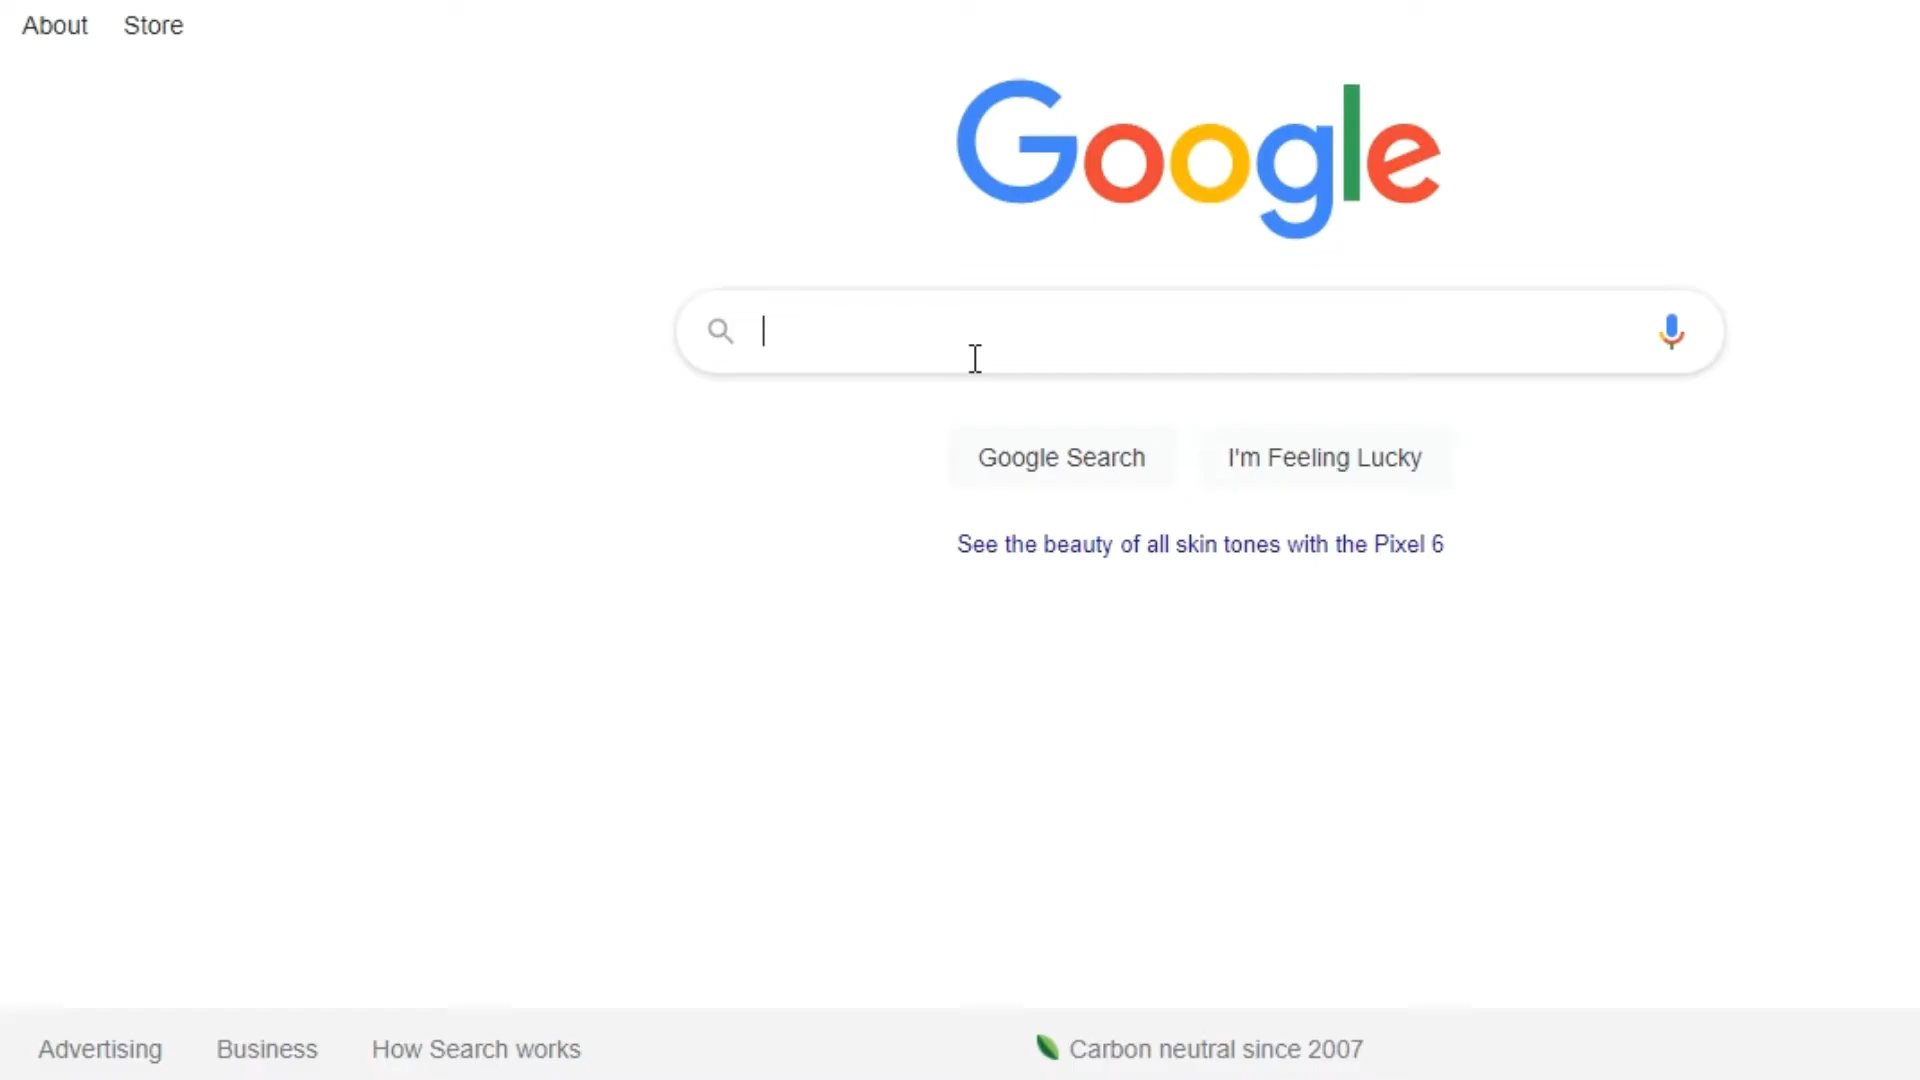 About Store
Google
Google Search I'm Feeling Lucky
See the beauty of all skin tones with the Pixel 6
Advertising Business How Search works Carbon neutral since 2007